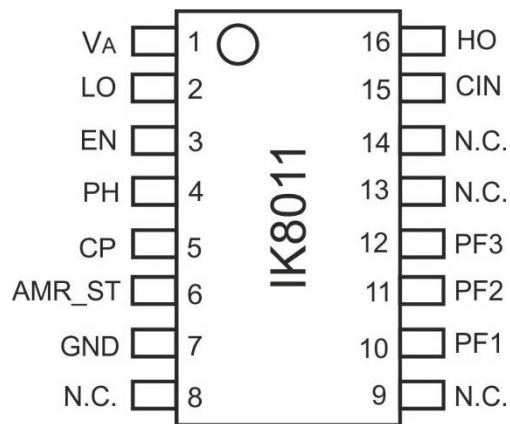 VA 1 16 HO
LO 2 15 CIN
EN 3 14 N.C.
PH 4 13 N.C.
CP 5 12 PF3
AMR_ST 6 11 PF2
GND 7 10 PF1
N.C. 8 9 N.C.
IK8011